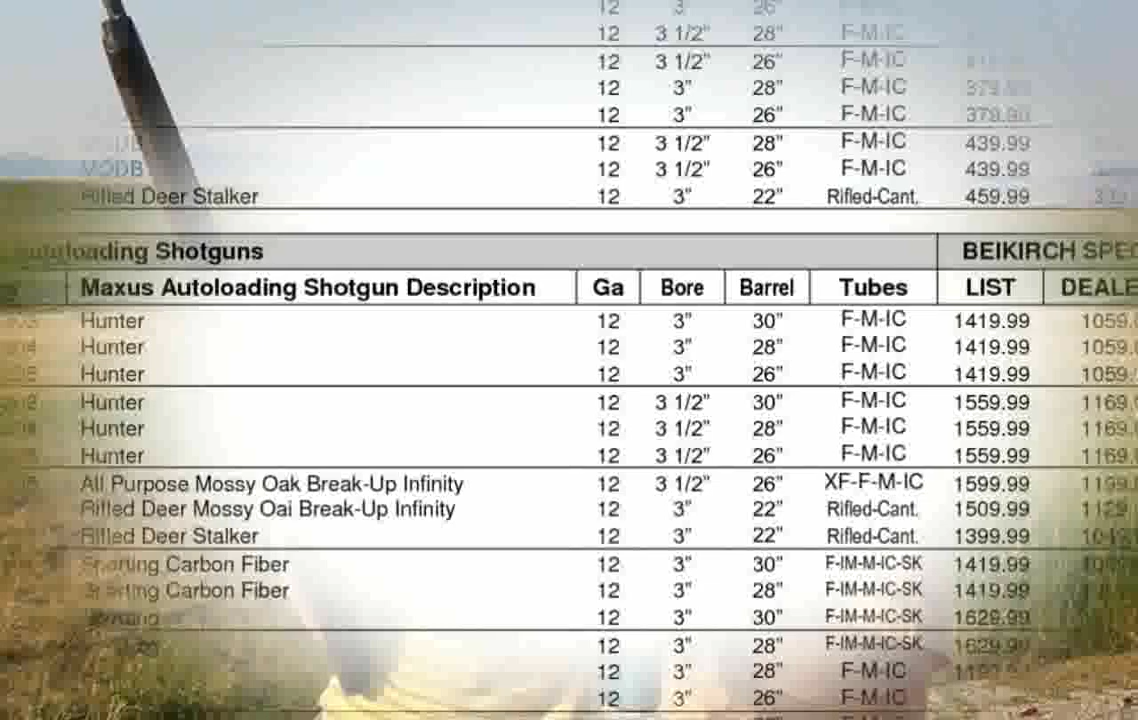 12 3" 26"
12 3 1/2" 28" F-M-IC
12 3 1/2" 26" F-M-IC
12 3" 28" F-M-IC
12 3" 26" F-M-IC
12 3 1/2" 28" F-M-IC 439.99
MODB 12 3 1/2" 26" F-M-IC 439.99
Rifled Deer Stalker 12 3" 22" Rifled-Cant. 459.99
Shotguns BEIKIRCH
Maxus Autoloading Shotgun Description Ga Bore Barrel Tubes LIST
Hunter 12 3" 30" F-M-IC 1419.99
Hunter 12 3" 28" F-M-IC 1419.99
Hunter 12 3" 26" F-M-IC 1419.99
Hunter 12 3 1/2" 30" F-M-IC 1559.99
Hunter 12 3 1/2" 28" F-M-IC 1559.99
Hunter 12 3 1/2" 26" F-M-IC 1559.99
All Purpose Mossy Oak Break-Up Infinity 12 3 1/2" 26" XF-F-M-IC 1599.99
Rifled Deer Mossy Oai Break-Up Infinity 12 3" 22" Rifled-Cant. 1509.99
Rifled Deer Stalker 12 3" 22" Rifled-Cant. 1399.99
Sporting Carbon Fiber 12 3" 30" F-IM-M-IC-SK 1419.99
Sporting Carbon Fiber 12 3" 28" F-IM-M-IC-SK 1419.99
12 3" 30" F-IM-M-IC-SK 1629.99
12 3" 28" F-IM-M-IC-SK 1629.99
12 3" 28" F-M-IC
12 3" 26" F-M-IC